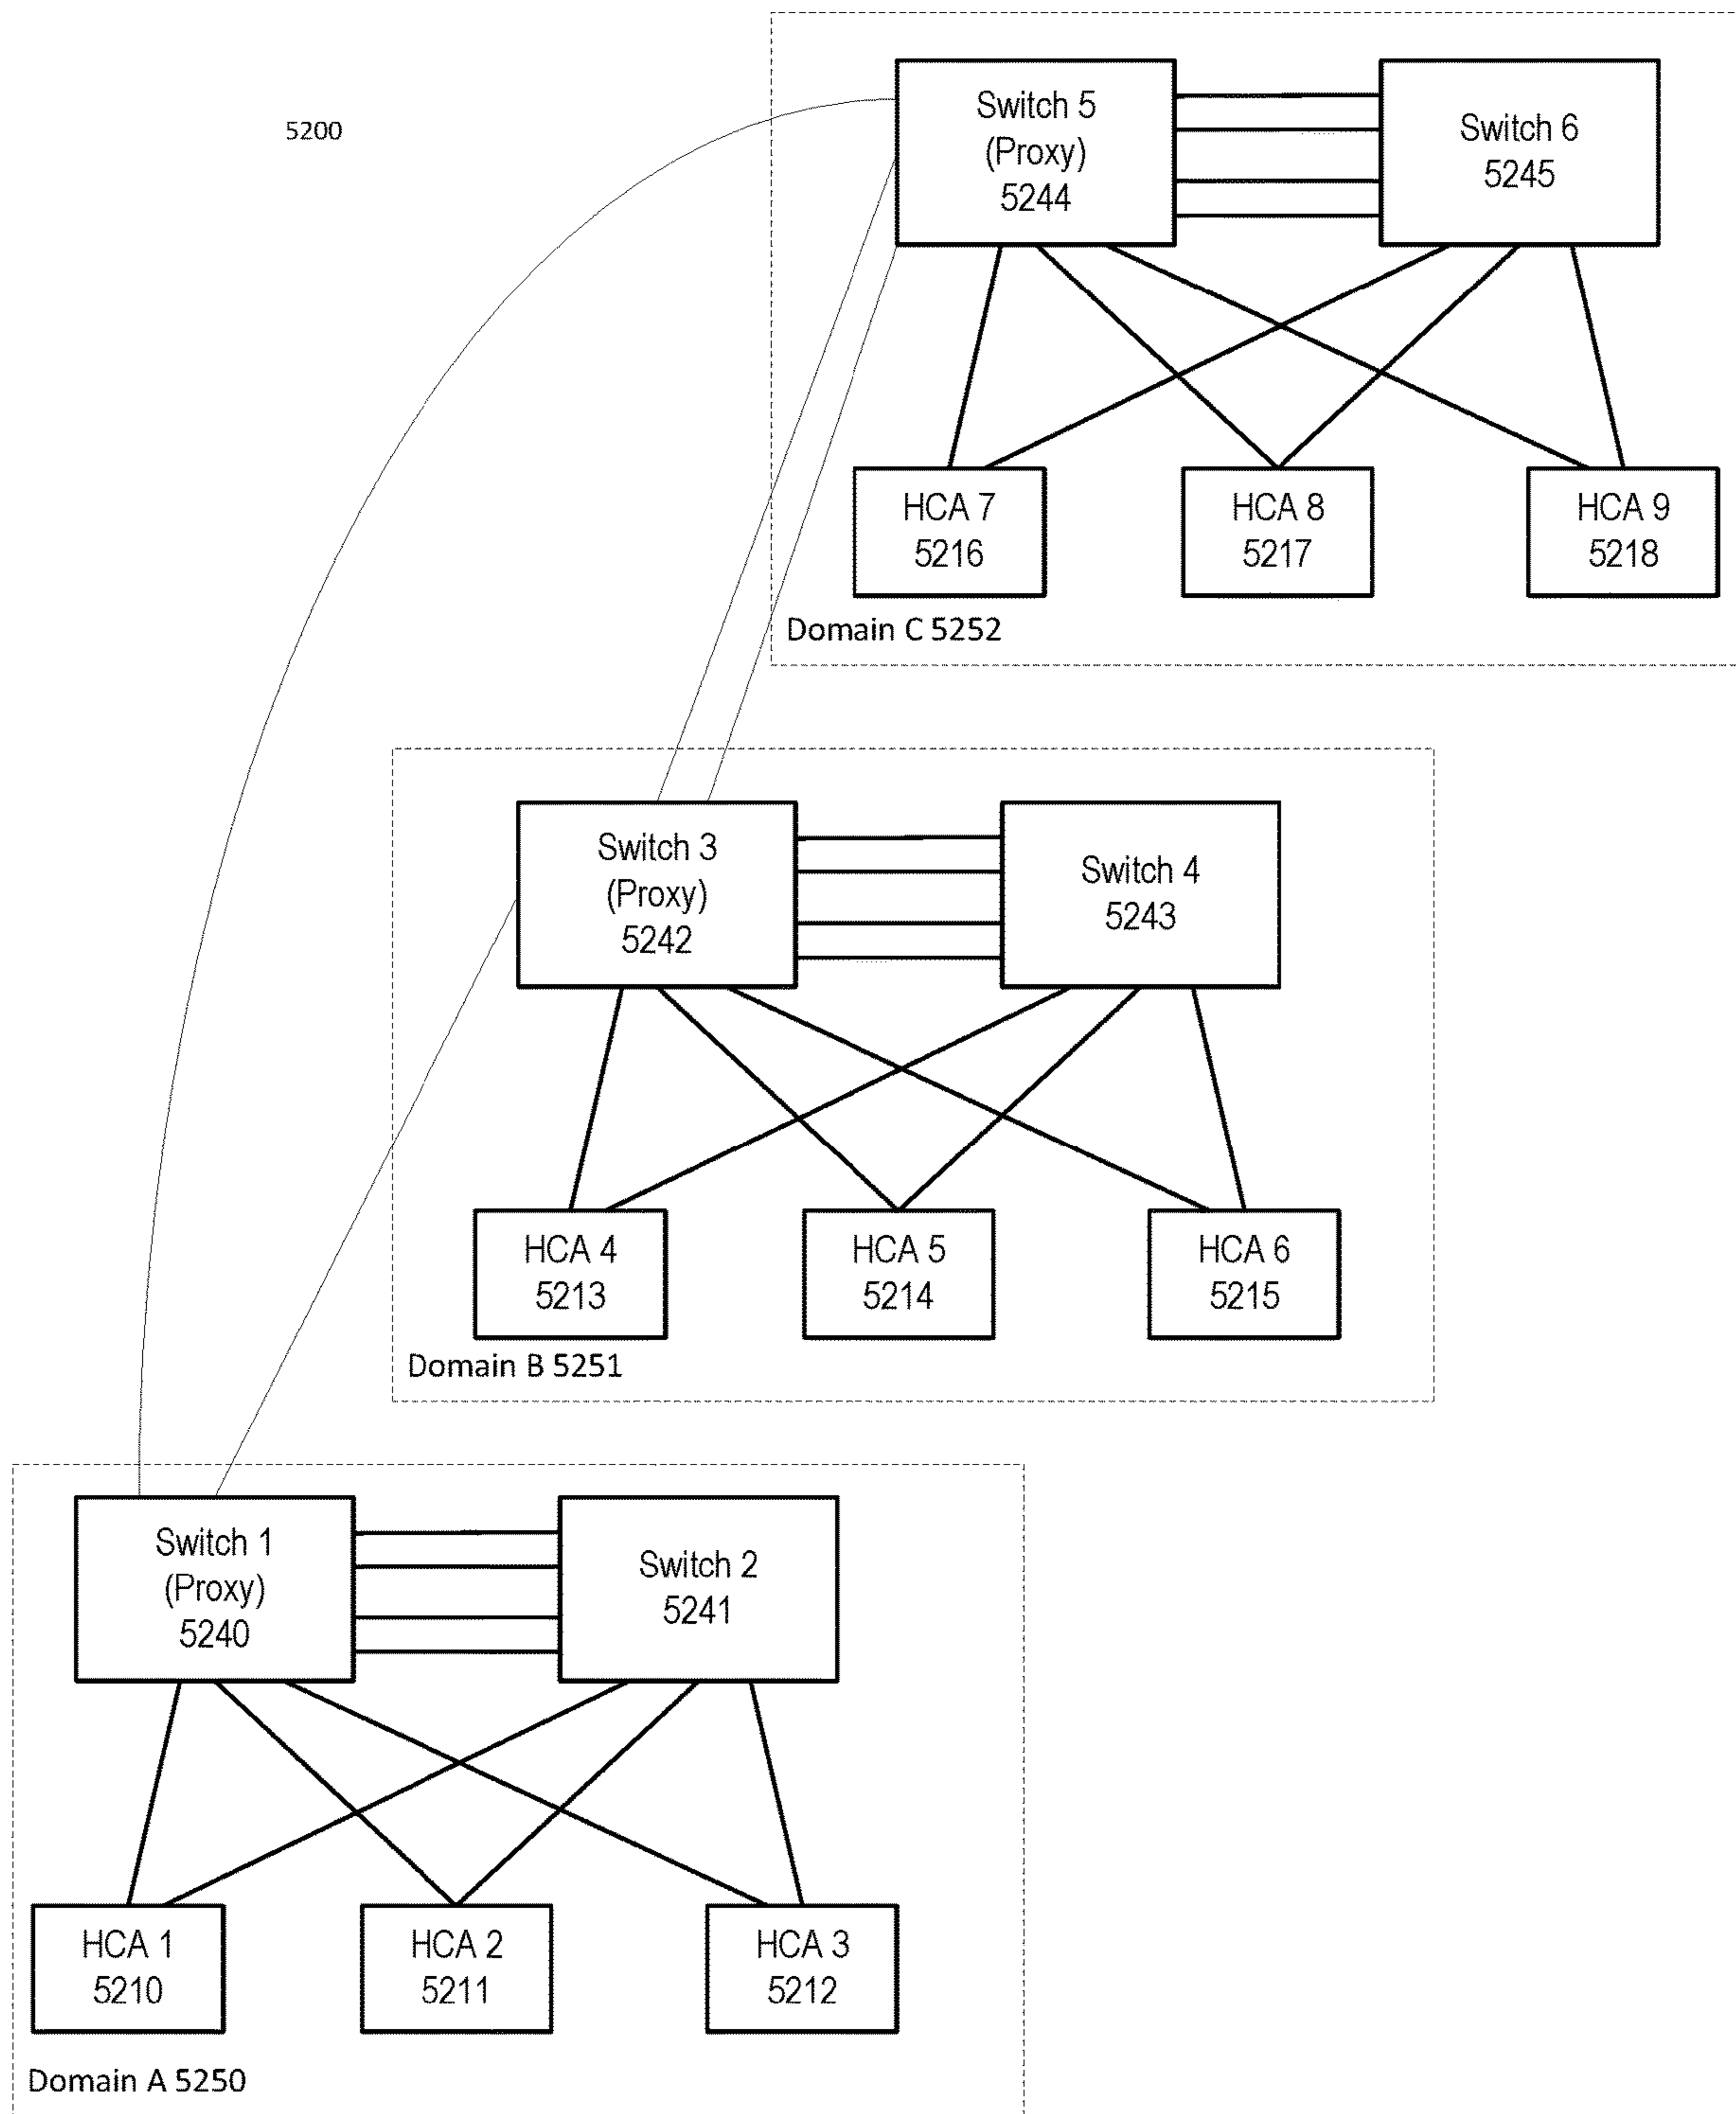 5200
Switch 5
(Proxy)
5244
Switch 6
5245
HCA 7
5216
HCA 8
5217
HCA 9
5218
Domain C 5252
Switch 3
(Proxy)
5242
Switch 4
5243
HCA 4
5213
HCA 5
5214
HCA 6
5215
Domain B 5251
Switch 1
(Proxy)
5240
Switch 2
5241
HCA 1
5210
HCA 2
5211
HCA 3
5212
Domain A 5250